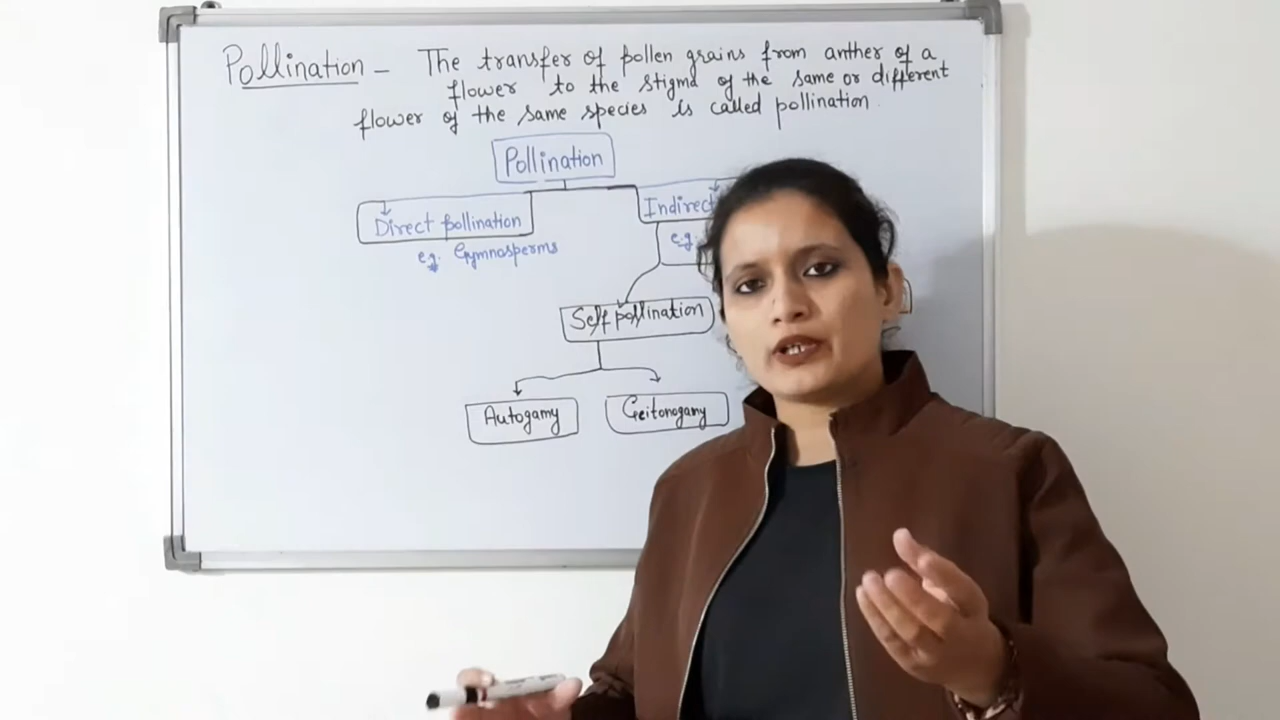 Pollination – The transfer of pollen grains from anther of a
flower to the stigma of the same or different
flower of the same species is called pollination.
Pollination
Direct pollination
Indirect
e.g. Gymnosperms
e.g.
Self pollination
Autogamy
Geitonogamy